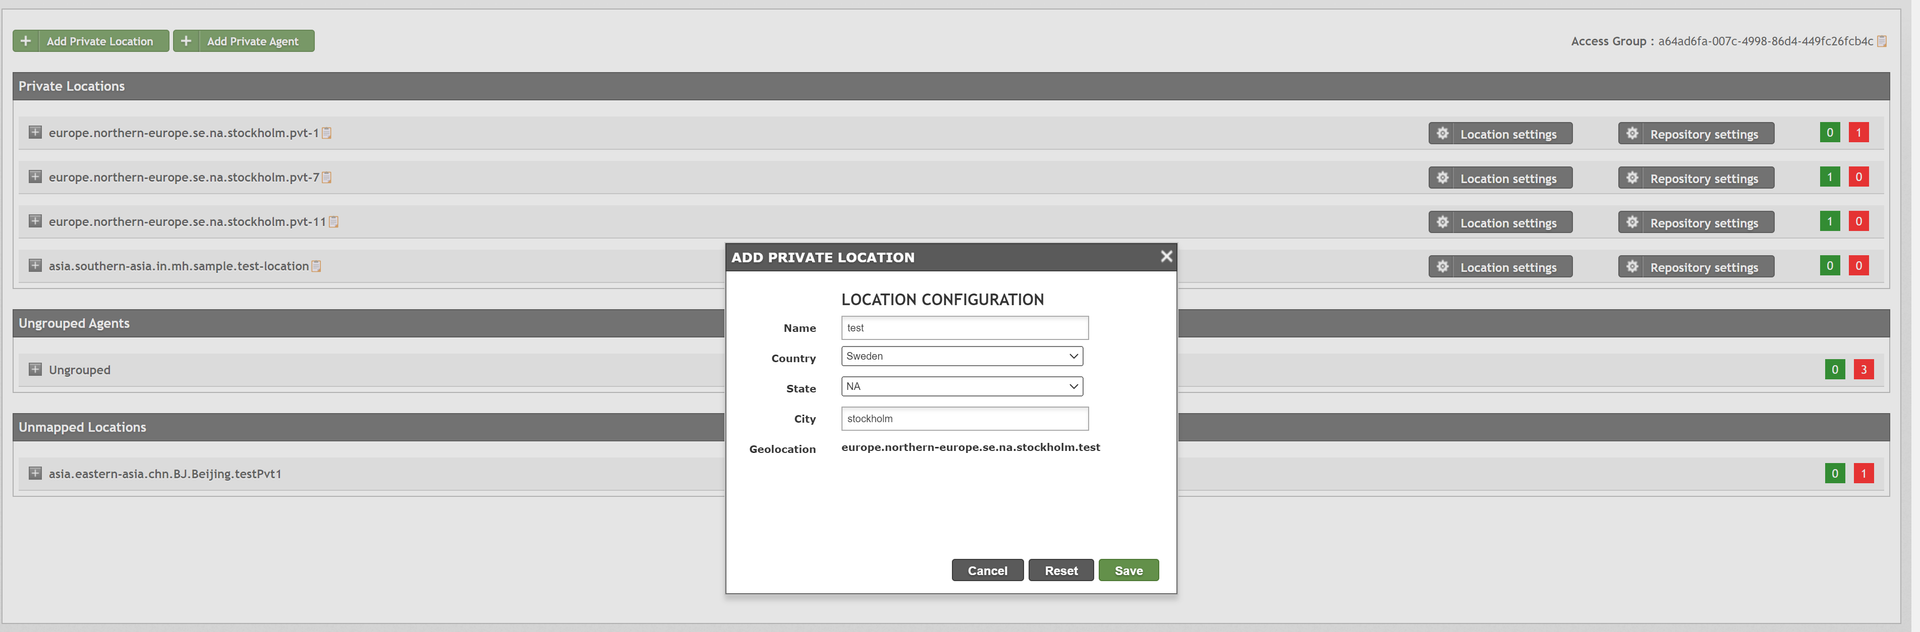 + Add Private Location + Add Private Agent Access Group : a64ad6fa-007c-4998-86d4-449fc26fcb4c
Private Locations
europe.northern-europe.se.na.stockholm.pvt-1 Location settings Repository settings 0 1
europe.northern-europe.se.na.stockholm.pvt-7 Location settings Repository settings 1 0
europe.northern-europe.se.na.stockholm.pvt-11 Location settings Repository settings 1 0
asia.southern-asia.in.mh.sample.test-location Location settings Repository settings 0 0
Ungrouped Agents
Ungrouped 0 3
Unmapped Locations
asia.eastern-asia.chn.BJ.Beijing.testPvt1 0 1
ADD PRIVATE LOCATION
LOCATION CONFIGURATION
Name test
Country Sweden
State NA
City stockholm
Geolocation europe.northern-europe.se.na.stockholm.test
Cancel Reset Save